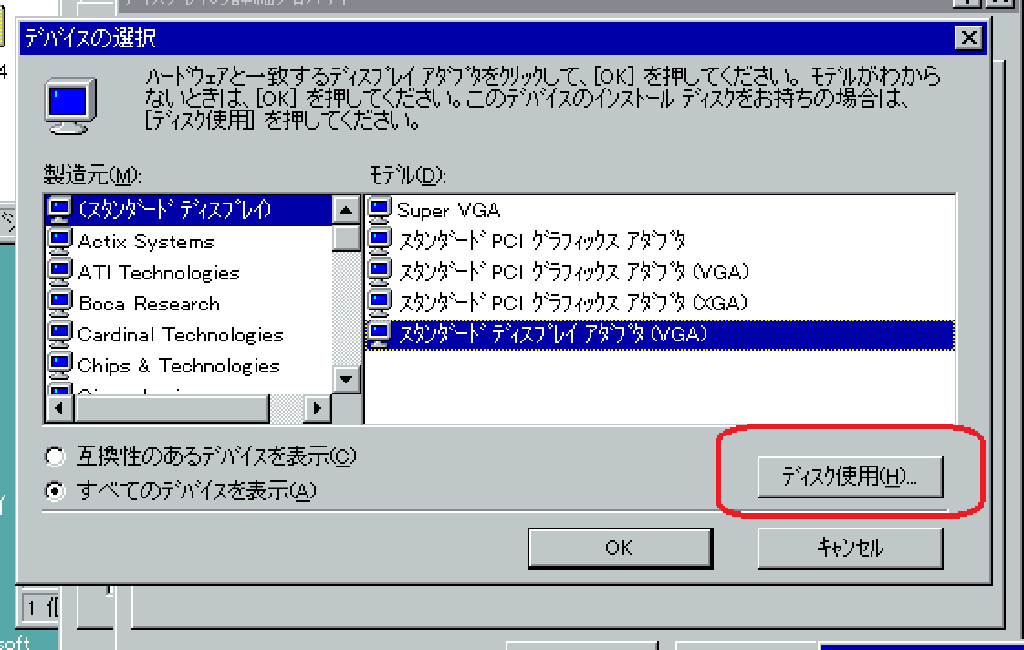 デバイスの選択
ハードウェアと一致するディスプレイ アダプタをクリックして、[OK] を押してください。モデルがわから
ないときは、[OK] を押してください。このデバイスのインストール ディスクをお持ちの場合は、
[ディスク使用] を押してください。
製造元(M):
モデル(D):
(スタンダード ディスプレイ)
Actix Systems
ATI Technologies
Boca Research
Cardinal Technologies
Chips & Technologies
Super VGA
スタンダード PCI グラフィックス アダプタ
スタンダード PCI グラフィックス アダプタ (VGA)
スタンダード PCI グラフィックス アダプタ (XGA)
スタンダード ディスプレイ アダプタ (VGA)
互換性のあるデバイスを表示(C)
すべてのデバイスを表示(A)
ディスク使用(H)...
OK
キャンセル